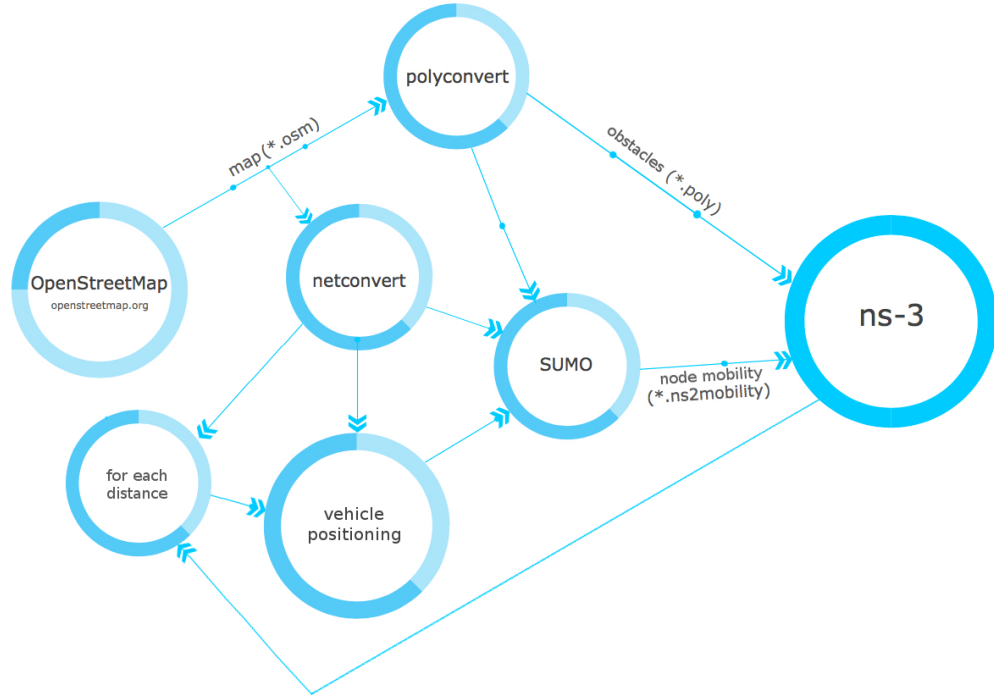 polyconvert
map (*.osm)
obstacles (*.poly)
OpenStreetMap
openstreetmap.org
netconvert
ns-3
SUMO
node mobility
(*.ns2mobility)
for each
distance
vehicle
positioning